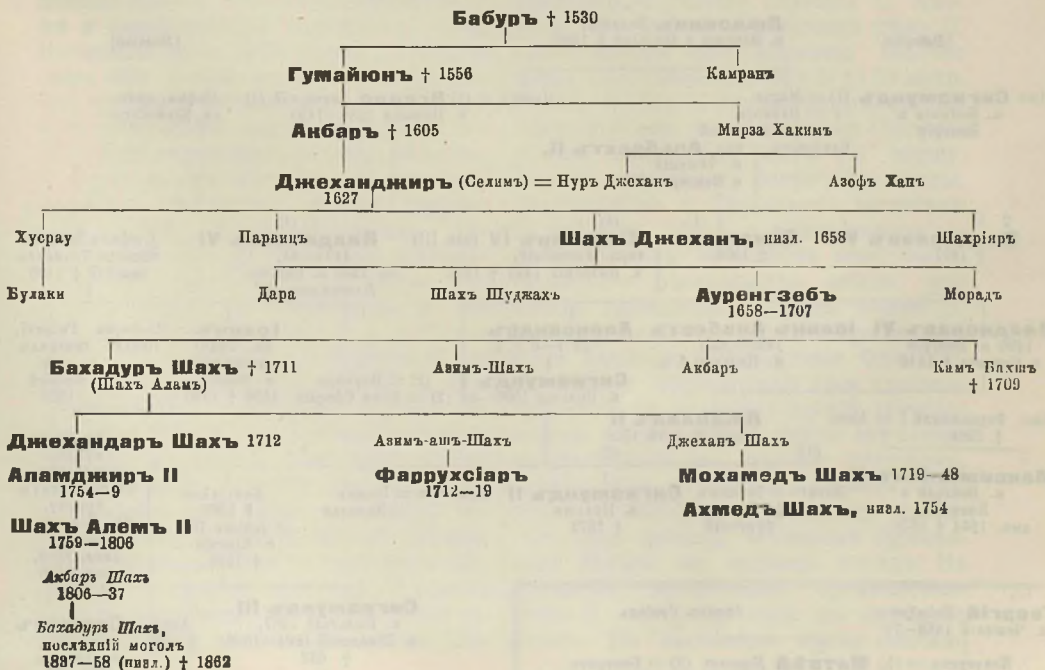 Бабуръ † 1530
Гумайюнъ † 1556 Камранъ
Акбаръ † 1605 Мирза Хакимъ
Джеханджиръ (Селимъ) = Нуръ Джеханъ Азофъ Ханъ
1627
Хусрау Парвицъ Шахъ Джеханъ, низл. 1658 Шахріяръ
Булаки Дара Шахъ Шуджахъ Ауренгзебъ Морадъ
1658—1707
Бахадуръ Шахъ † 1711 Азимъ-Шахъ Акбаръ Камъ Бахшъ
(Шахъ Аламъ) † 1709
Джехандаръ Шахъ 1712 Азимъ-ашъ-Шахъ Джеханъ Шахъ
Аламджиръ II Фаррухсіаръ Мохамедъ Шахъ 1719—48
1754—9 1712—19
Шахъ Алемъ II Ахмедъ Шахъ, низл. 1754
1759—1806
Акбаръ Шахъ
1806—37
Бахадуръ Шахъ,
послѣдній моголъ
1837—58 (низл.) † 1862